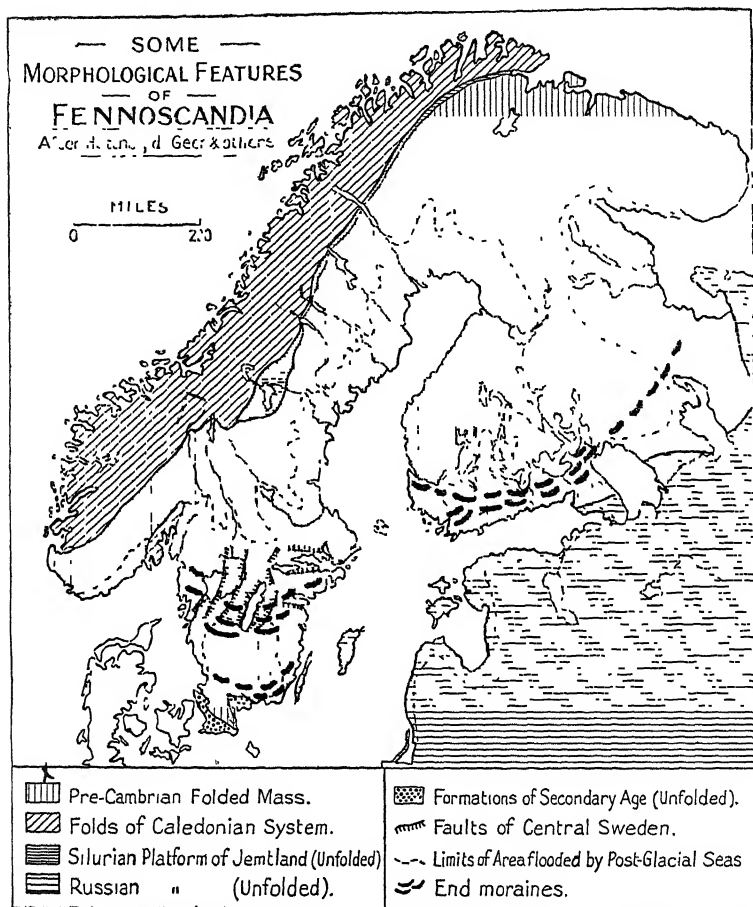 SOME
MORPHOLOGICAL FEATURES
OF
FENNOSCANDIA
& others
MILES
0
Pre-Cambrian Folded Mass.
Folds of Caledonian System.
Silurian Platform of Jemtland (Unfolded)
Russian " (Unfolded).
Formations of Secondary Age (Unfolded).
Faults of Central Sweden.
Limits of Area flooded by Post-Glacial Seas
End moraines.